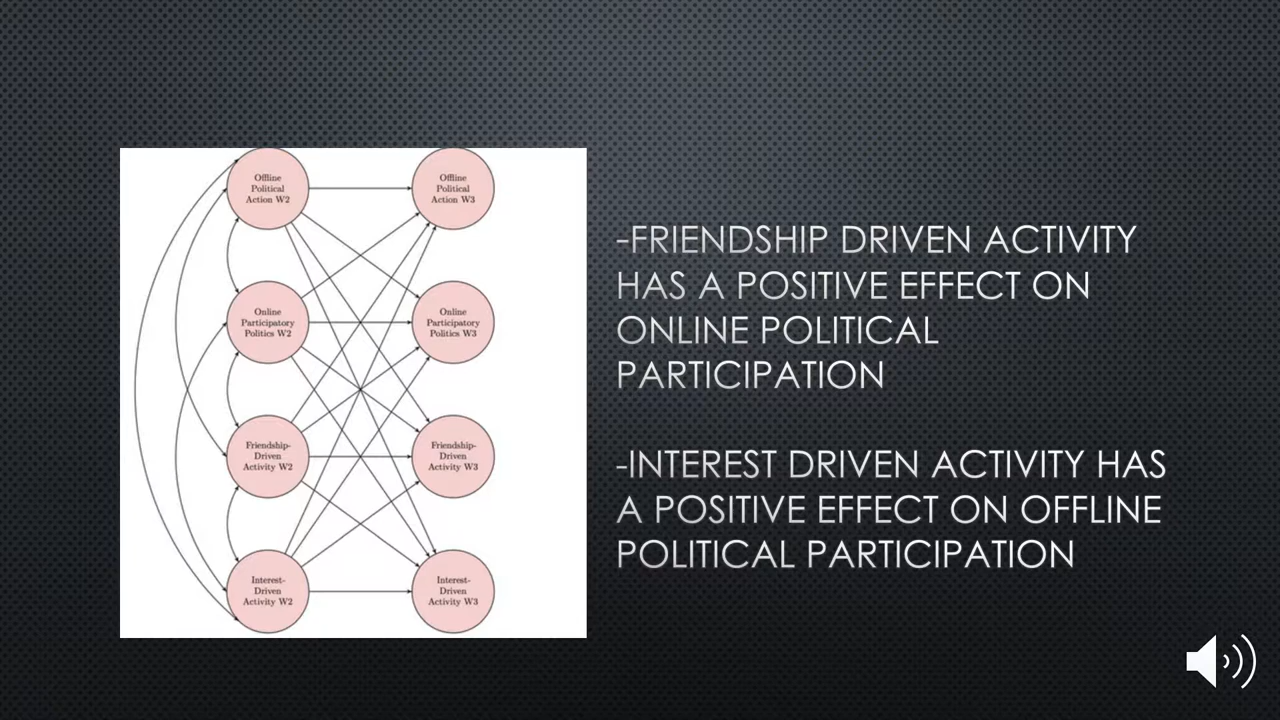 Offline
Political
Action W2
Offline
Political
Action W3
Online
Participatory
Politics W2
Online
Participatory
Politics W3
Friendship-
Driven
Activity W2
Friendship-
Driven
Activity W3
Interest-
Driven
Activity W2
Interest-
Driven
Activity W3
-FRIENDSHIP DRIVEN ACTIVITY
HAS A POSITIVE EFFECT ON
ONLINE POLITICAL
PARTICIPATION
-INTEREST DRIVEN ACTIVITY HAS
A POSITIVE EFFECT ON OFFLINE
POLITICAL PARTICIPATION